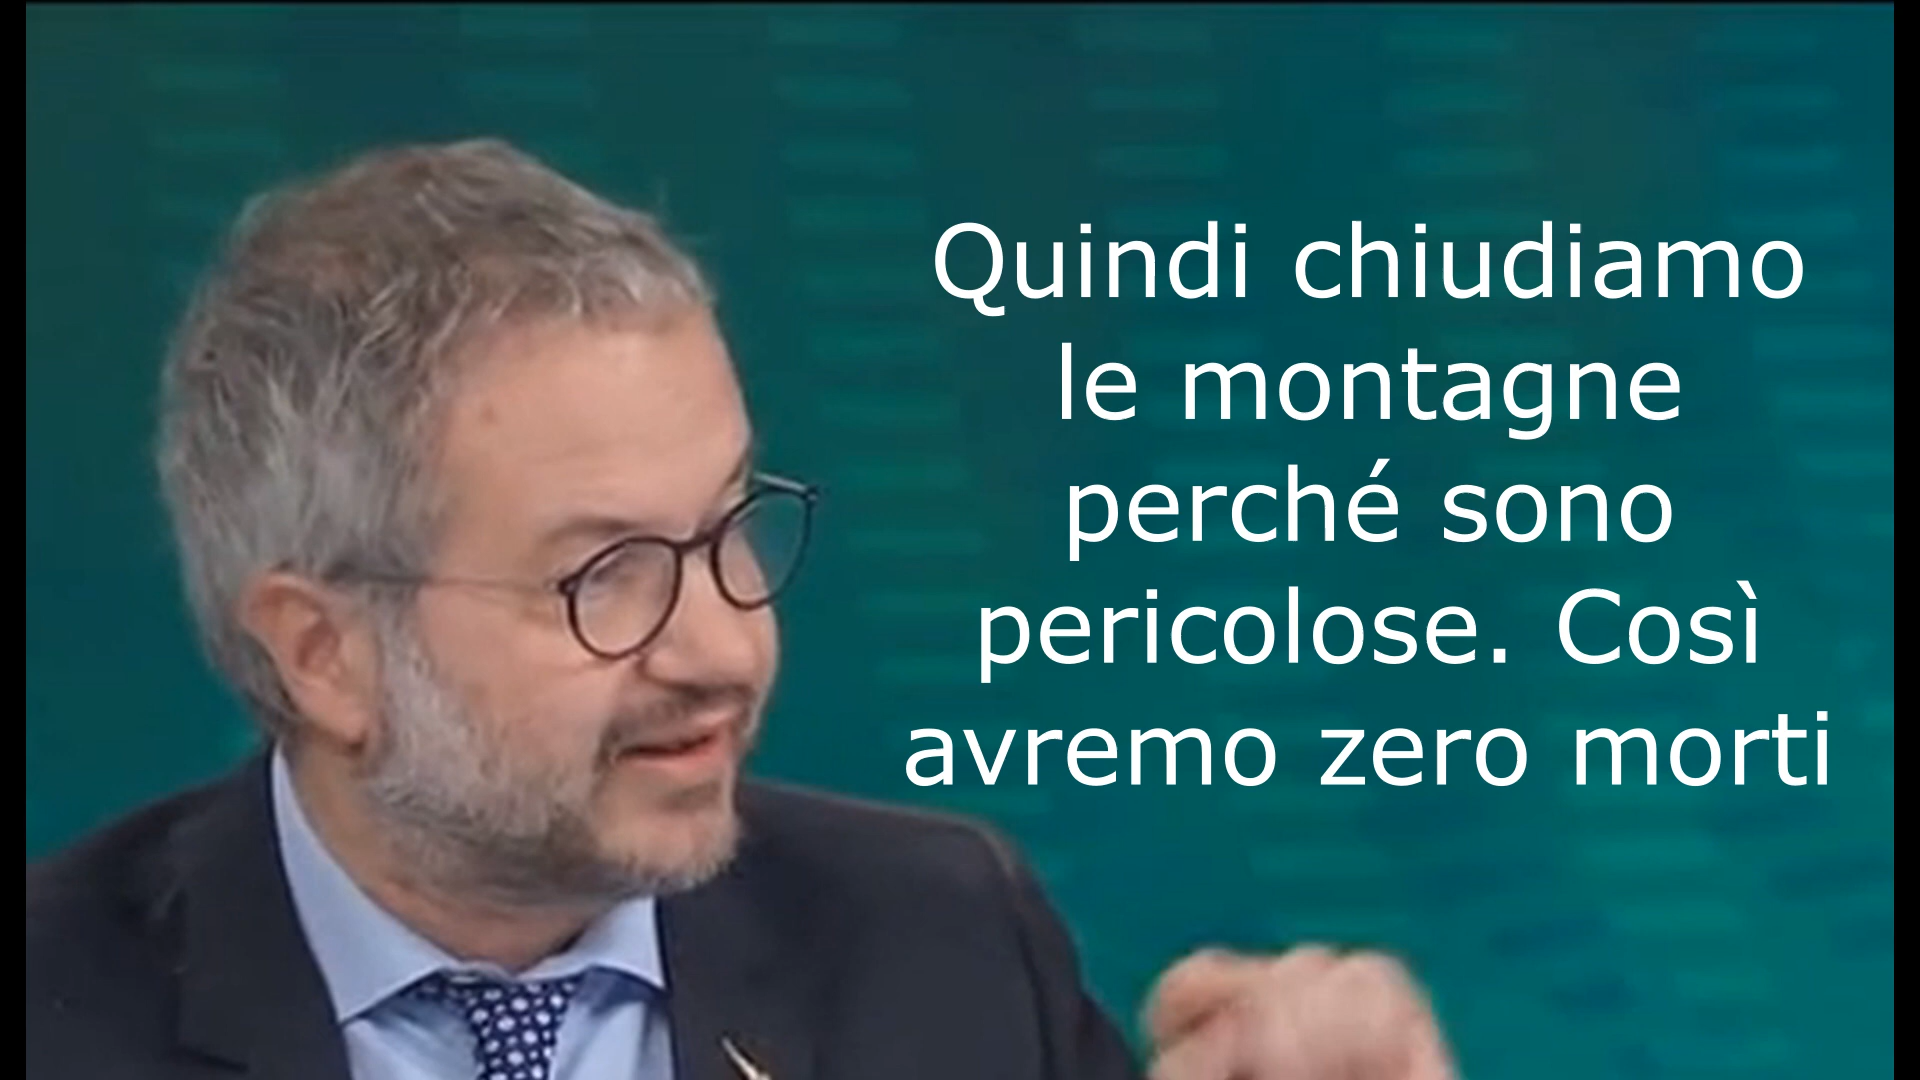 Quindi chiudiamo
le montagne
perché sono
pericolose. Così
avremo zero morti